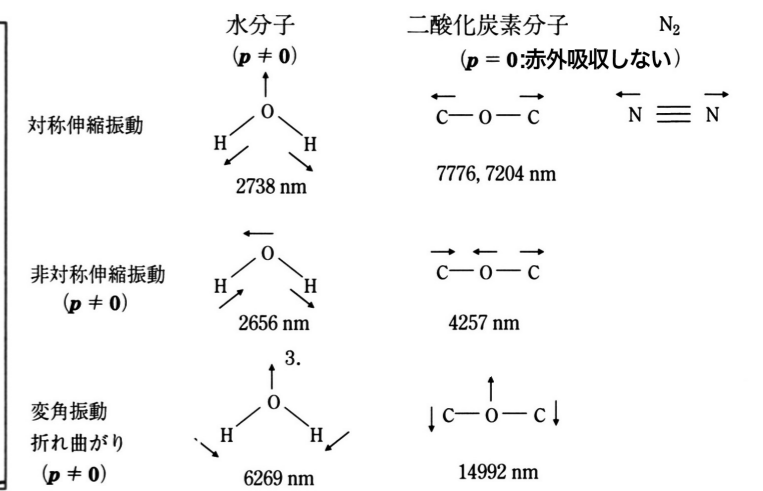 水分子 二酸化炭素分子 N₂
(p ≠ 0) (p = 0:赤外吸収しない)
対称伸縮振動
O
H H
C—O—C
N≡N
2738 nm
7776, 7204 nm
非対称伸縮振動
(p ≠ 0)
O
H H
C—O—C
2656 nm
4257 nm
3.
変角振動
折れ曲がり
(p ≠ 0)
O
H H
C—O—C
6269 nm
14992 nm